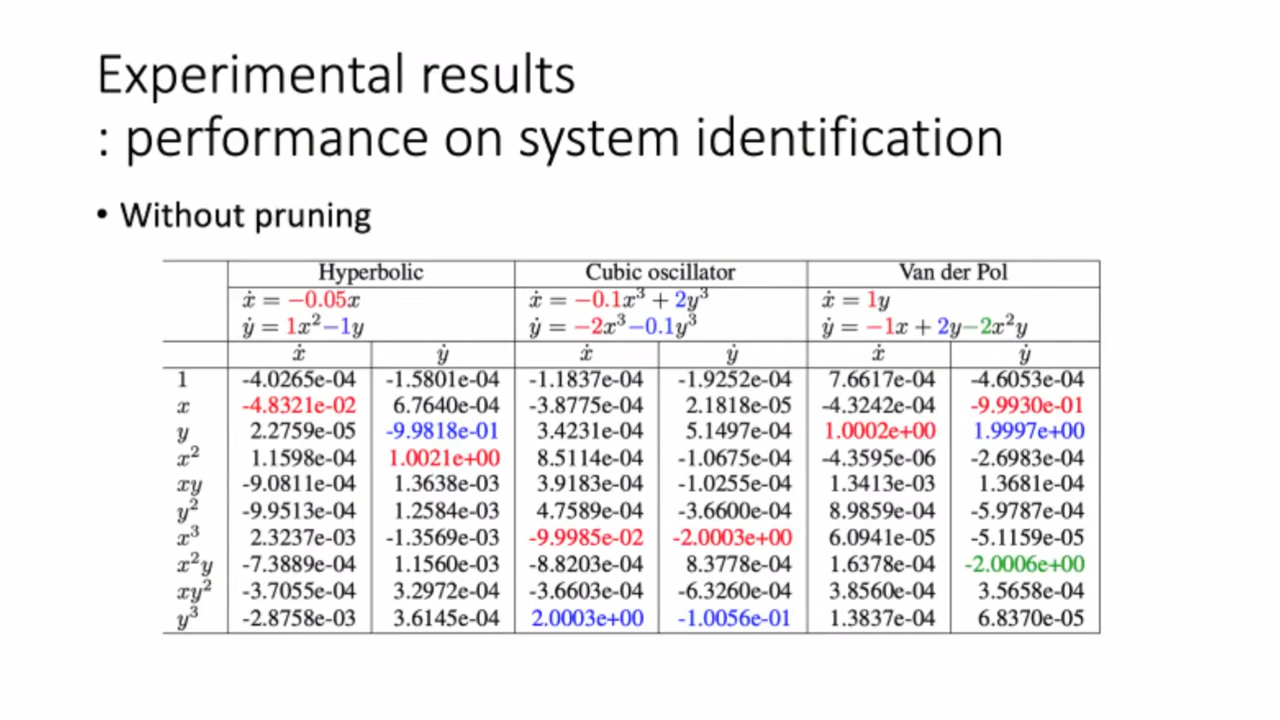 Experimental results
: performance on system identification
• Without pruning
Hyperbolic Cubic oscillator Van der Pol
ẋ = −0.05x ẋ = −0.1x³ + 2y³ ẋ = 1y
ẏ = 1x²−1y ẏ = −2x³−0.1y³ ẏ = −1x + 2y−2x²y
ẋ ẏ ẋ ẏ ẋ ẏ
1 -4.0265e-04 -1.5801e-04 -1.1837e-04 -1.9252e-04 7.6617e-04 -4.6053e-04
x -4.8321e-02 6.7640e-04 -3.8775e-04 2.1818e-05 -4.3242e-04 -9.9930e-01
y 2.2759e-05 -9.9818e-01 3.4231e-04 5.1497e-04 1.0002e+00 1.9997e+00
x² 1.1598e-04 1.0021e+00 8.5114e-04 -1.0675e-04 -4.3595e-06 -2.6983e-04
xy -9.0811e-04 1.3638e-03 3.9183e-04 -1.0255e-04 1.3413e-03 1.3681e-04
y² -9.9513e-04 1.2584e-03 4.7589e-04 -3.6600e-04 8.9859e-04 -5.9787e-04
x³ 2.3237e-03 -1.3569e-03 -9.9985e-02 -2.0003e+00 6.0941e-05 -5.1159e-05
x²y -7.3889e-04 1.1560e-03 -8.8203e-04 8.3778e-04 1.6378e-04 -2.0006e+00
xy² -3.7055e-04 3.2972e-04 -3.6603e-04 -6.3260e-04 3.8560e-04 3.5658e-04
y³ -2.8758e-03 3.6145e-04 2.0003e+00 -1.0056e-01 1.3837e-04 6.8370e-05